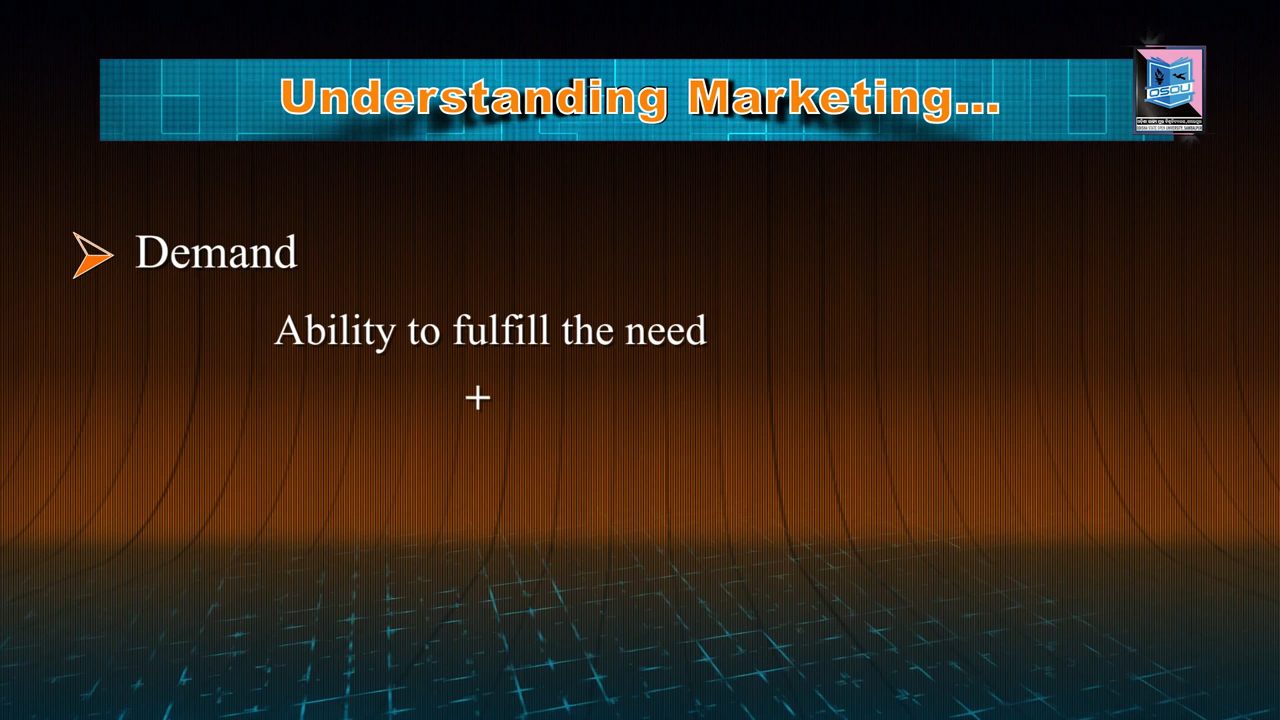 Understanding Marketing...
OSOU
Demand
Ability to fulfill the need
+